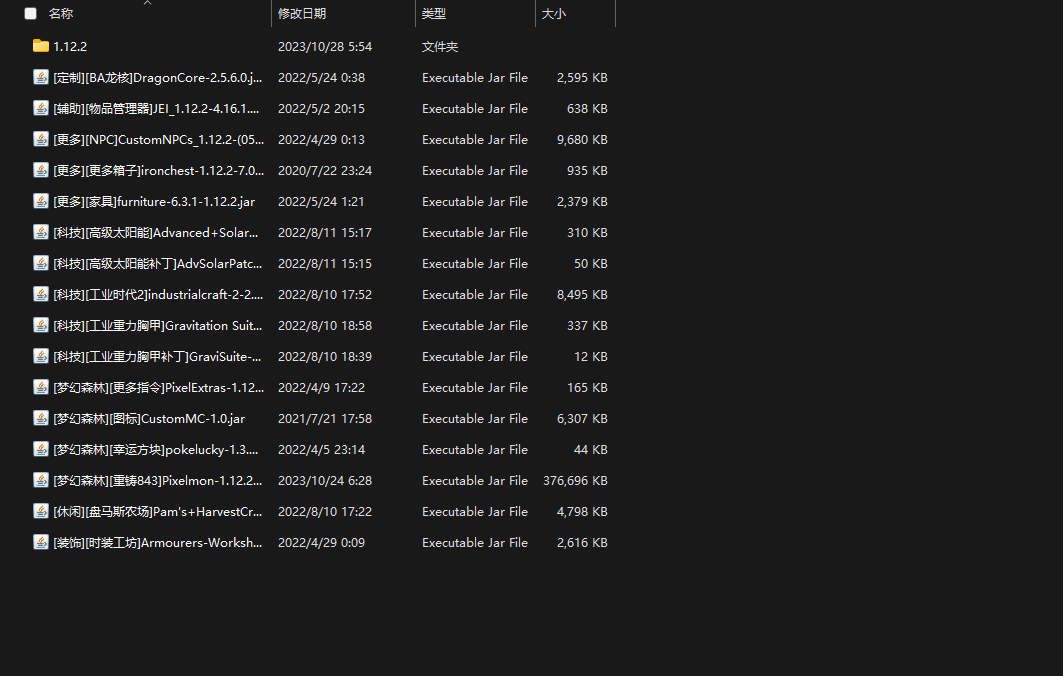 名称 修改日期 类型 大小
1.12.2 2023/10/28 5:54 文件夹
[定制][BA龙核]DragonCore-2.5.6.0.j... 2022/5/24 0:38 Executable Jar File 2,595 KB
[辅助][物品管理器]JEI_1.12.2-4.16.1.... 2022/5/2 20:15 Executable Jar File 638 KB
[更多][NPC]CustomNPCs_1.12.2-(05... 2022/4/29 0:13 Executable Jar File 9,680 KB
[更多][更多箱子]ironchest-1.12.2-7.0... 2020/7/22 23:24 Executable Jar File 935 KB
[更多][家具]furniture-6.3.1-1.12.2.jar 2022/5/24 1:21 Executable Jar File 2,379 KB
[科技][高级太阳能]Advanced+Solar... 2022/8/11 15:17 Executable Jar File 310 KB
[科技][高级太阳能补丁]AdvSolarPatc... 2022/8/11 15:15 Executable Jar File 50 KB
[科技][工业时代2]industrialcraft-2-2.... 2022/8/10 17:52 Executable Jar File 8,495 KB
[科技][工业重力胸甲]Gravitation Suit... 2022/8/10 18:58 Executable Jar File 337 KB
[科技][工业重力胸甲补丁]GraviSuite-... 2022/8/10 18:39 Executable Jar File 12 KB
[梦幻森林][更多指令]PixelExtras-1.12... 2022/4/9 17:22 Executable Jar File 165 KB
[梦幻森林][图标]CustomMC-1.0.jar 2021/7/21 17:58 Executable Jar File 6,307 KB
[梦幻森林][幸运方块]pokelucky-1.3.... 2022/4/5 23:14 Executable Jar File 44 KB
[梦幻森林][重铸843]Pixelmon-1.12.2... 2023/10/24 6:28 Executable Jar File 376,696 KB
[休闲][盘马斯农场]Pam's+HarvestCr... 2022/8/10 17:22 Executable Jar File 4,798 KB
[装饰][时装工坊]Armourers-Worksh... 2022/4/29 0:09 Executable Jar File 2,616 KB